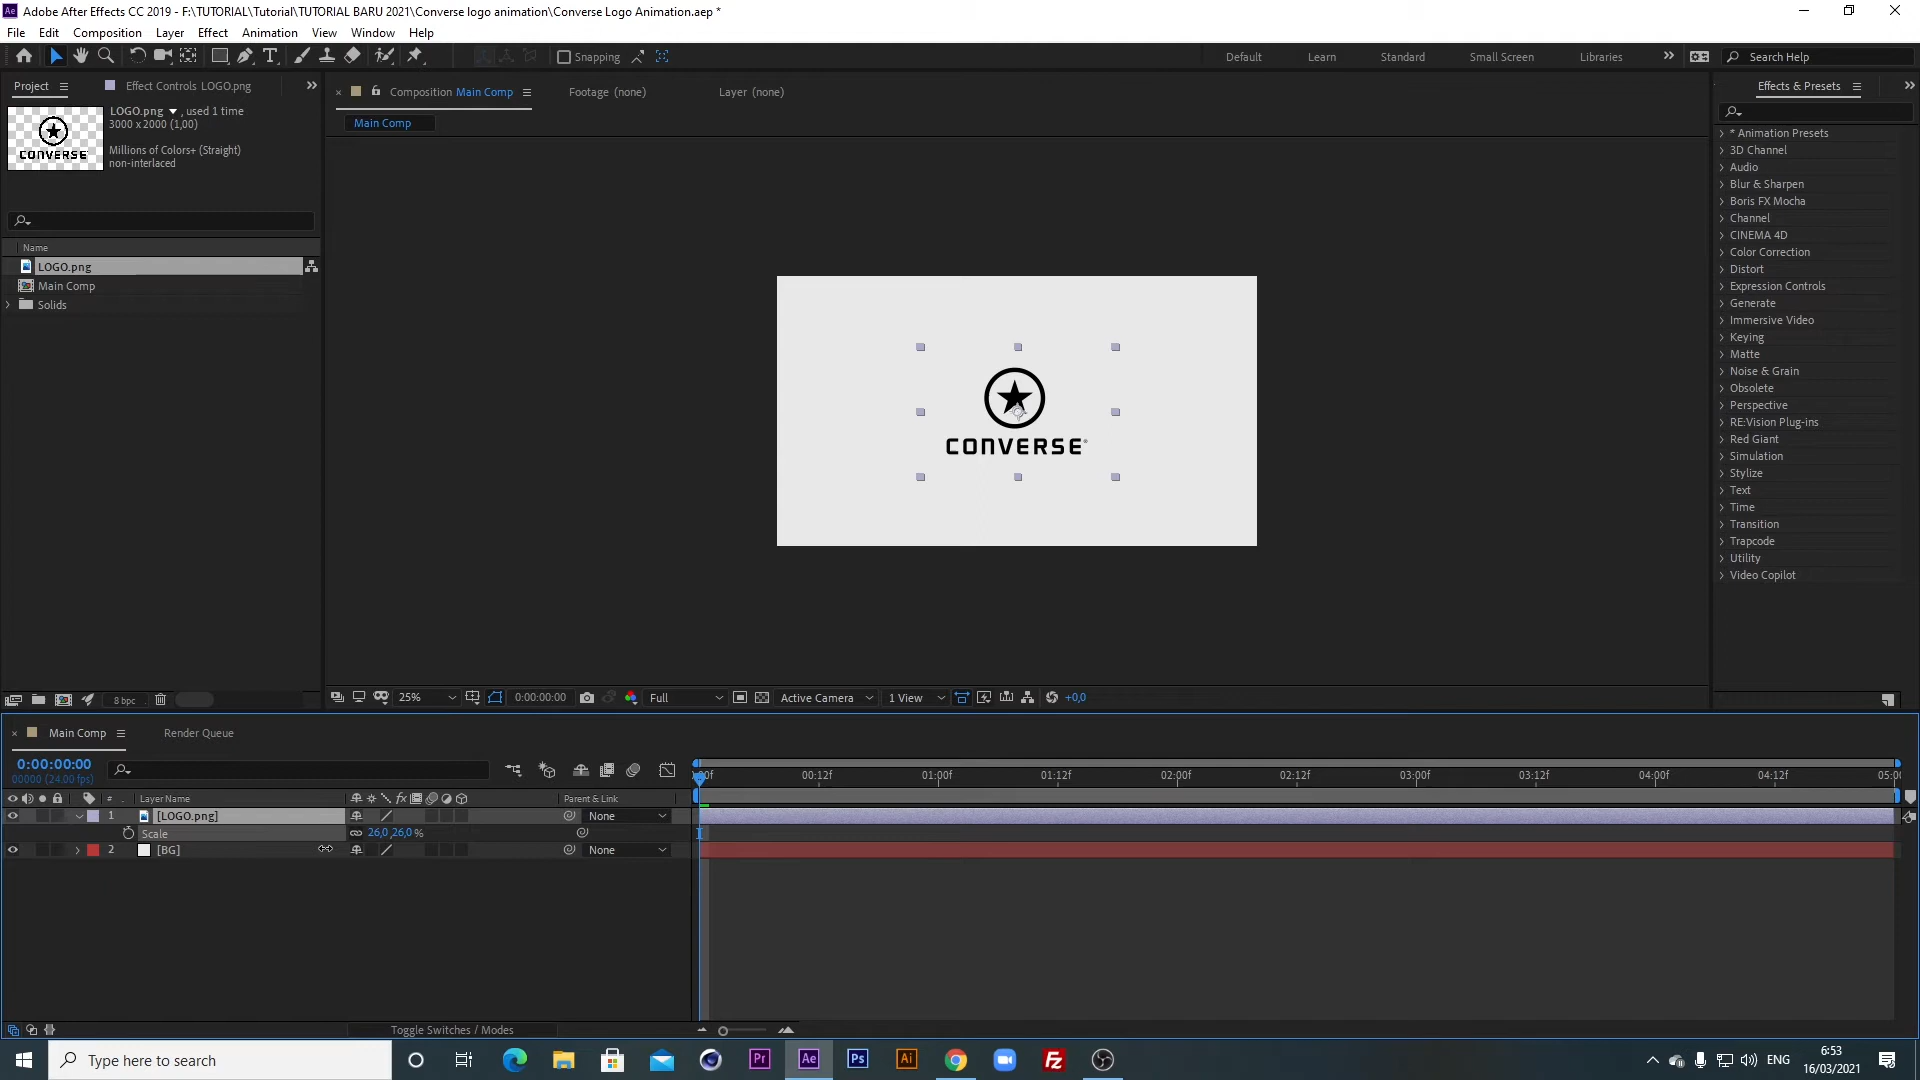 Adobe After Effects CC 2019 - F:\TUTORIAL\Tutorial\TUTORIAL BARU 2021\Converse logo animation\Converse Logo Animation.aep *
File Edit Composition Layer Effect Animation View Window Help
Snapping Default Learn Standard Small Screen Libraries Search Help
Project Effect Controls LOGO.png
LOGO.png , used 1 time
3000 x 2000 (1,00)
Millions of Colors+ (Straight)
non-interlaced
CONVERSE
Name
LOGO.png
Main Comp
Solids
8 bpc
Composition Main Comp Footage (none) Layer (none)
Main Comp
CONVERSE®
25% 0:00:00:00 Full Active Camera 1 View +0,0
Effects & Presets
* Animation Presets
3D Channel
Audio
Blur & Sharpen
Boris FX Mocha
Channel
CINEMA 4D
Color Correction
Distort
Expression Controls
Generate
Immersive Video
Keying
Matte
Noise & Grain
Obsolete
Perspective
RE:Vision Plug-ins
Red Giant
Simulation
Stylize
Text
Time
Transition
Trapcode
Utility
Video Copilot
Main Comp Render Queue
0:00:00:00
00000 (24.00 fps)
00:12f 01:00f 01:12f 02:00f 02:12f 03:00f 03:12f 04:00f 04:12f
# Layer Name Parent & Link
1 [LOGO.png] None
Scale 26,0,26,0 %
2 [BG] None
Toggle Switches / Modes
Type here to search
Pr Ae Ps Ai Fz
ENG
6:53
16/03/2021